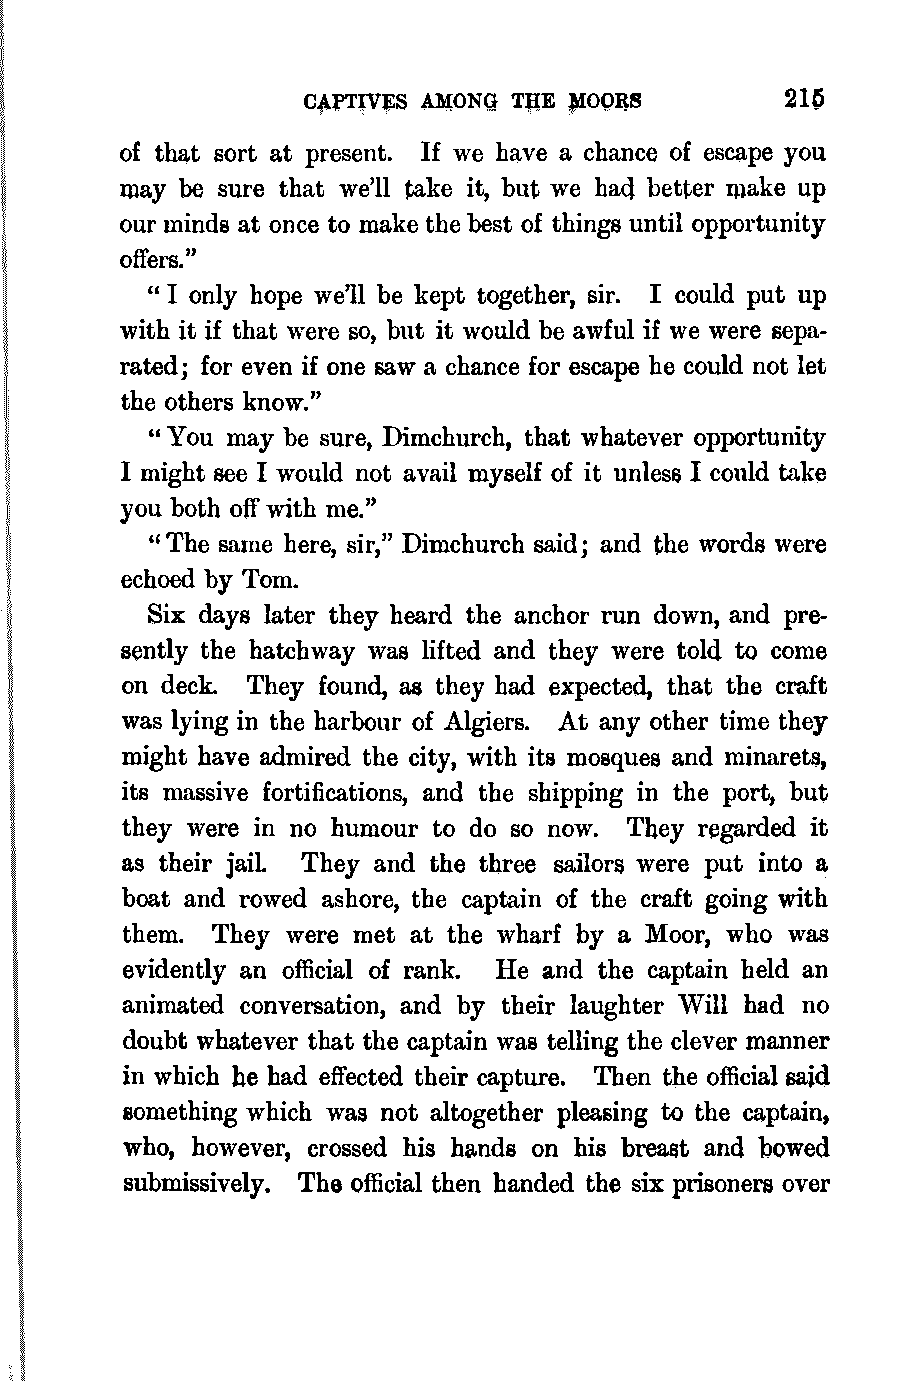 CAPTIVES AMONG THE MOORS 215
of that sort at present. If we have a chance of escape you
may be sure that we'll take it, but we had better make up
our minds at once to make the best of things until opportunity
offers."
"I only hope we'll be kept together, sir. I could put up
with it if that were so, but it would be awful if we were sepa-
rated; for even if one saw a chance for escape he could not let
the others know."
"You may be sure, Dimchurch, that whatever opportunity
I might see I would not avail myself of it unless I could take
you both off with me."
"The same here, sir," Dimchurch said; and the words were
echoed by Tom.
Six days later they heard the anchor run down, and pre-
sently the hatchway was lifted and they were told to come
on deck. They found, as they had expected, that the craft
was lying in the harbour of Algiers. At any other time they
might have admired the city, with its mosques and minarets,
its massive fortifications, and the shipping in the port, but
they were in no humour to do so now. They regarded it
as their jail. They and the three sailors were put into a
boat and rowed ashore, the captain of the craft going with
them. They were met at the wharf by a Moor, who was
evidently an official of rank. He and the captain held an
animated conversation, and by their laughter Will had no
doubt whatever that the captain was telling the clever manner
in which he had effected their capture. Then the official said
something which was not altogether pleasing to the captain,
who, however, crossed his hands on his breast and bowed
submissively. The official then handed the six prisoners over